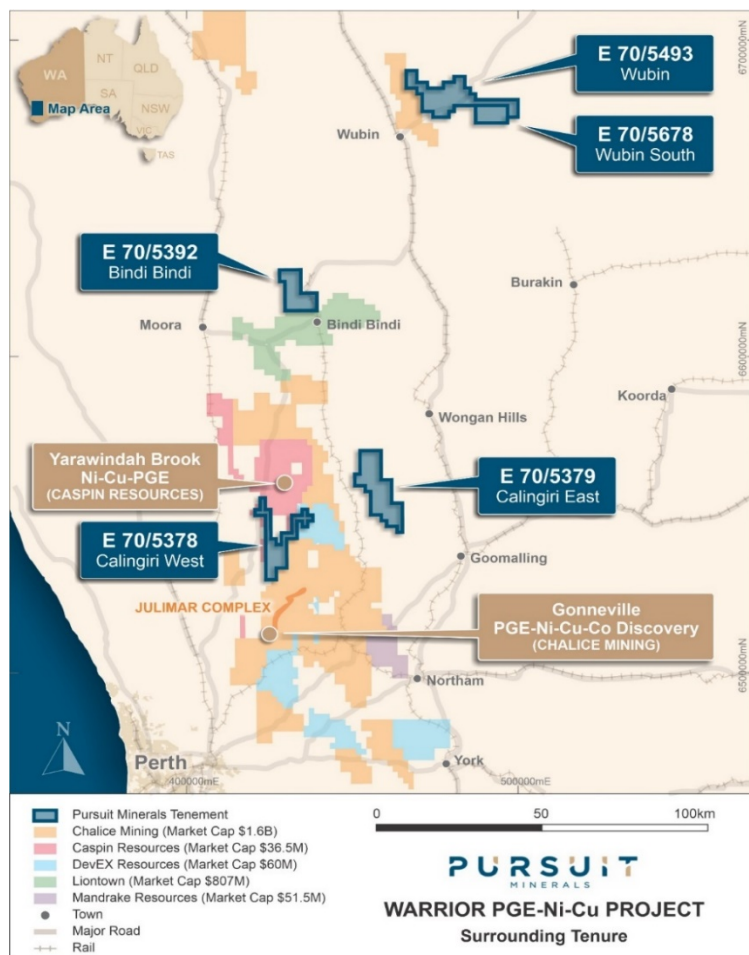 WA
NT
QLD
SA
NSW
VIC
TAS
Map Area
6700000mN
E 70/5493
Wubin
Wubin
E 70/5678
Wubin South
E 70/5392
Bindi Bindi
Burakin
Moora
Bindi Bindi
6600000mN
Koorda
Wongan Hills
Yarawindah Brook
Ni-Cu-PGE
(CASPIN RESOURCES)
E 70/5379
Calingiri East
E 70/5378
Calingiri West
Goomalling
JULIMAR COMPLEX
Gonneville
PGE-Ni-Cu-Co Discovery
(CHALICE MINING)
6500000mN
Northam
N
Perth
York
400000mE
500000mE
Pursuit Minerals Tenement
Chalice Mining (Market Cap $1.6B)
Caspin Resources (Market Cap $36.5M)
DevEX Resources (Market Cap $60M)
Liontown (Market Cap $807M)
Mandrake Resources (Market Cap $51.5M)
Town
Major Road
Rail
0 50 100km
PURSUIT
MINERALS
WARRIOR PGE-Ni-Cu PROJECT
Surrounding Tenure